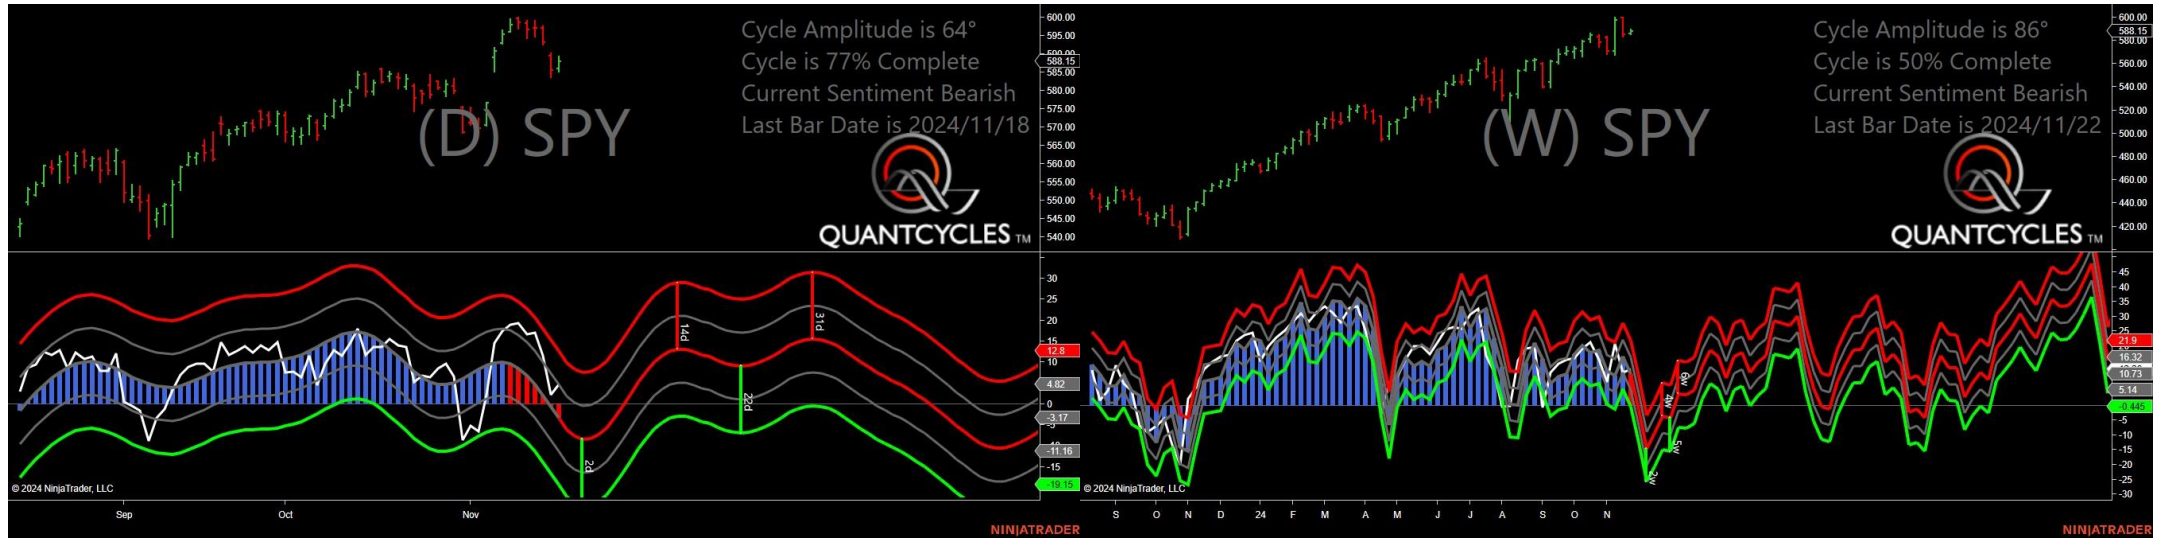 Cycle Amplitude is 64°
Cycle is 77% Complete
Current Sentiment Bearish
Last Bar Date is 2024/11/18
(D) SPY
QUANTCYCLES TM
600.00
595.00
590.00
588.15
585.00
580.00
575.00
570.00
565.00
560.00
555.00
550.00
545.00
540.00
30
25
20
15
12.8
10
4.82
0
-3.17
-5
-11.16
-15
-19.15
14d
31d
22d
2d
© 2024 NinjaTrader, LLC
Sep Oct Nov
NINJATRADER
Cycle Amplitude is 86°
Cycle is 50% Complete
Current Sentiment Bearish
Last Bar Date is 2024/11/22
(W) SPY
QUANTCYCLES TM
600.00
588.15
580.00
560.00
540.00
520.00
500.00
480.00
460.00
440.00
420.00
45
40
35
30
25
21.9
16.32
10.73
5.14
-0.445
-5
-10
-15
-20
-25
-30
6w
4w
5w
2w
© 2024 NinjaTrader, LLC
S O N D 24 F M A M J J A S O N
NINJATRADER